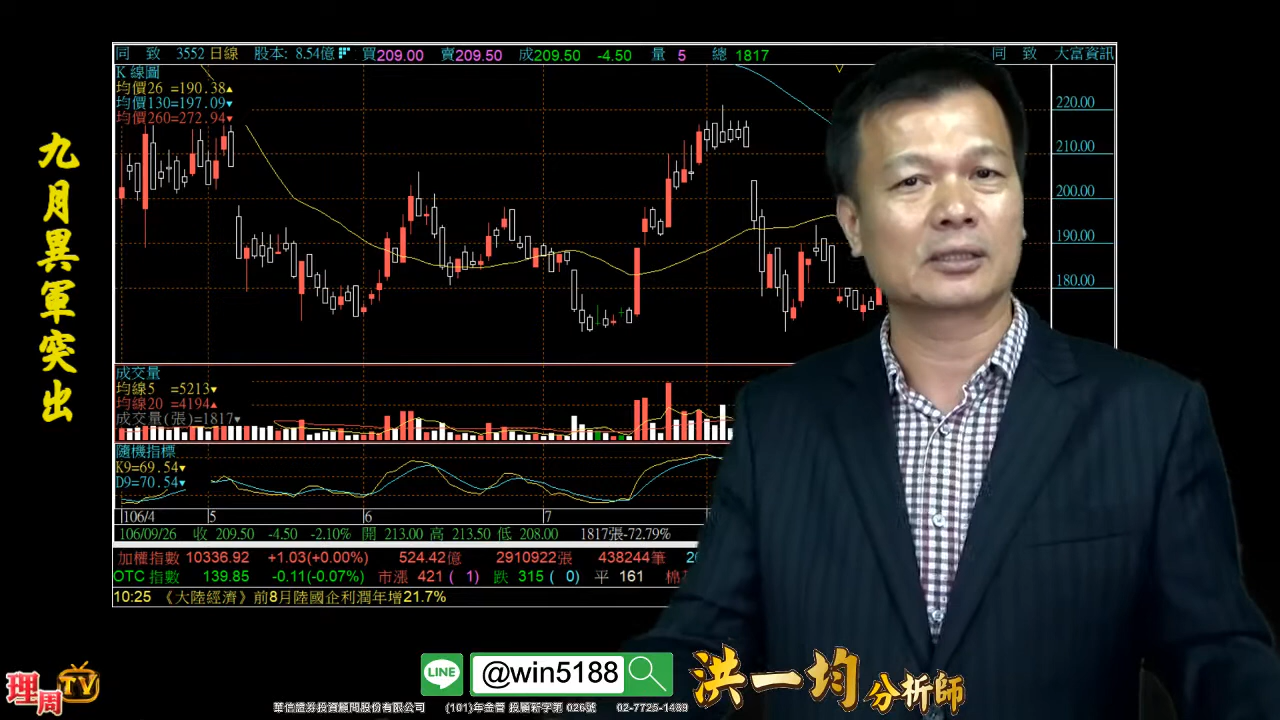 同 致 3552 日線 股本: 8.54億 買209.00 賣209.50 成209.50 -4.50 量 5 總 1817 同 致 大富資訊
K 線圖
均價26 =190.38▲
均價130=197.09▼
均價260=272.94▼
220.00
210.00
200.00
190.00
180.00
九月異軍突出
成交量
均線5 =5213▼
均線20 =4194▲
成交量(張)=1817▼
隨機指標
K9=69.54▼
D9=70.54▼
106/4 5 6 7
106/09/26 收 209.50 -4.50 -2.10% 開 213.00 高 213.50 低 208.00 1817張-72.79%
加權指數 10336.92 +1.03(+0.00%) 524.42億 2910922張 438244筆
OTC 指數 139.85 -0.11(-0.07%) 市漲 421 ( 1) 跌 315 ( 0) 平 161
10:25 《大陸經濟》前8月陸國企利潤年增21.7%
LINE @win5188
洪一均分析師
理周TV
華信證券投資顧問股份有限公司 (101)年金管 投顧新字第 026號 02-7725-1489